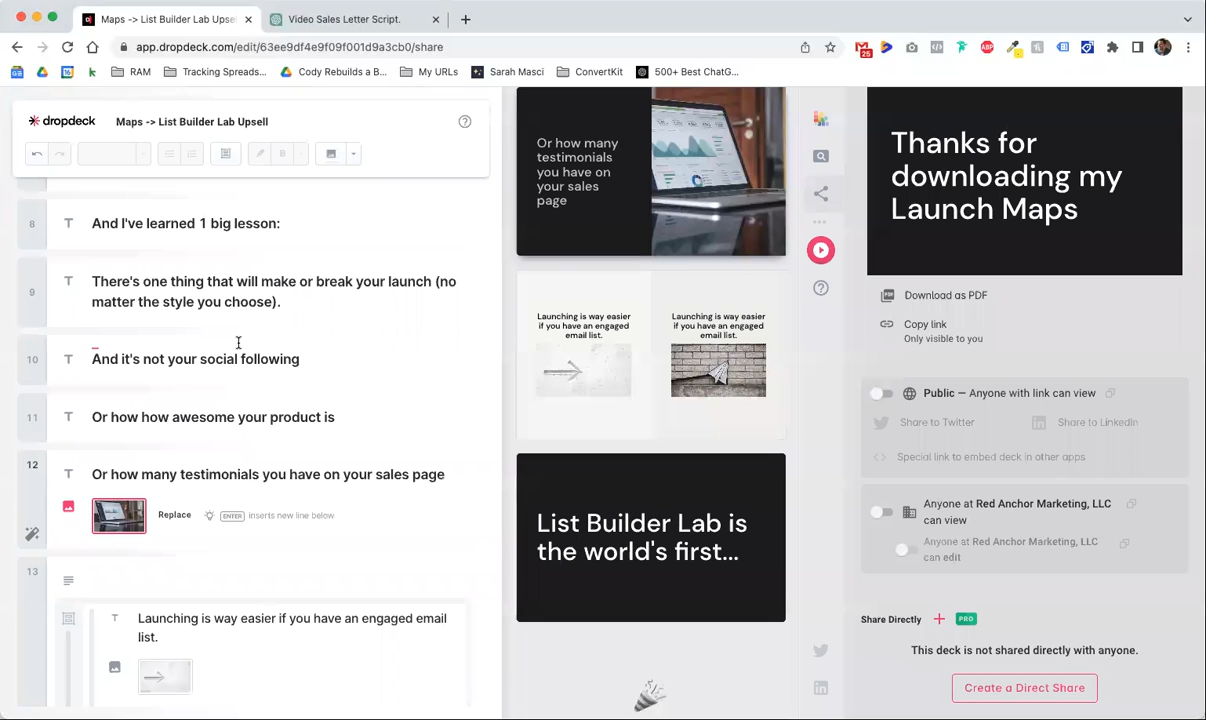 Maps -> List Builder Lab Upsell
Video Sales Letter Script.
app.dropdeck.com/edit/63ee9df4e9f09f001d9a3cb0/share
25
RAM
Tracking Spreads...
Cody Rebuilds a B...
My URLs
Sarah Masci
ConvertKit
500+ Best ChatG...
dropdeck
Maps -> List Builder Lab Upsell
B
8
And I've learned 1 big lesson:
9
There's one thing that will make or break your launch (no
matter the style you choose).
10
And it's not your social following
11
Or how how awesome your product is
12
Or how many testimonials you have on your sales page
Replace
ENTER inserts new line below
13
Launching is way easier if you have an engaged email
list.
Or how many
testimonials
you have on
your sales
page
Launching is way easier
if you have an engaged
email list.
Launching is way easier
if you have an engaged
email list.
List Builder Lab is
the world's first...
Thanks for
downloading my
Launch Maps
Download as PDF
Copy link
Only visible to you
Public — Anyone with link can view
Share to Twitter
Share to LinkedIn
Special link to embed deck in other apps
Anyone at Red Anchor Marketing, LLC
can view
Anyone at Red Anchor Marketing, LLC
can edit
Share Directly + PRO
This deck is not shared directly with anyone.
Create a Direct Share